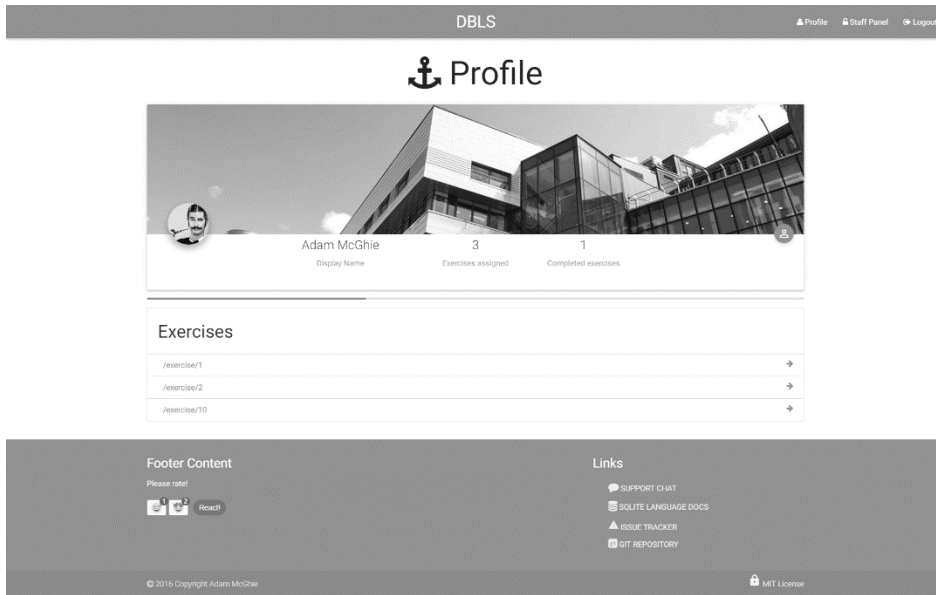 DBLS
Profile Staff Panel Logout
Profile
Adam McGhie 3 1
Display Name Exercises assigned Completed exercises
Exercises
/exercise/1
/exercise/2
/exercise/10
Footer Content
Please rate!
1 2 React!
Links
SUPPORT CHAT
SQLITE LANGUAGE DOCS
ISSUE TRACKER
GIT REPOSITORY
© 2016 Copyright Adam McGhie
MIT License